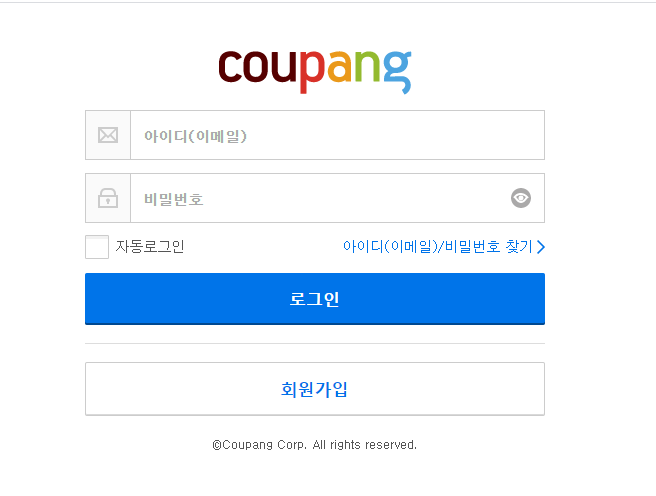 coupang
아이디(이메일)
비밀번호
자동로그인 아이디(이메일)/비밀번호 찾기
로그인
회원가입
©Coupang Corp. All rights reserved.